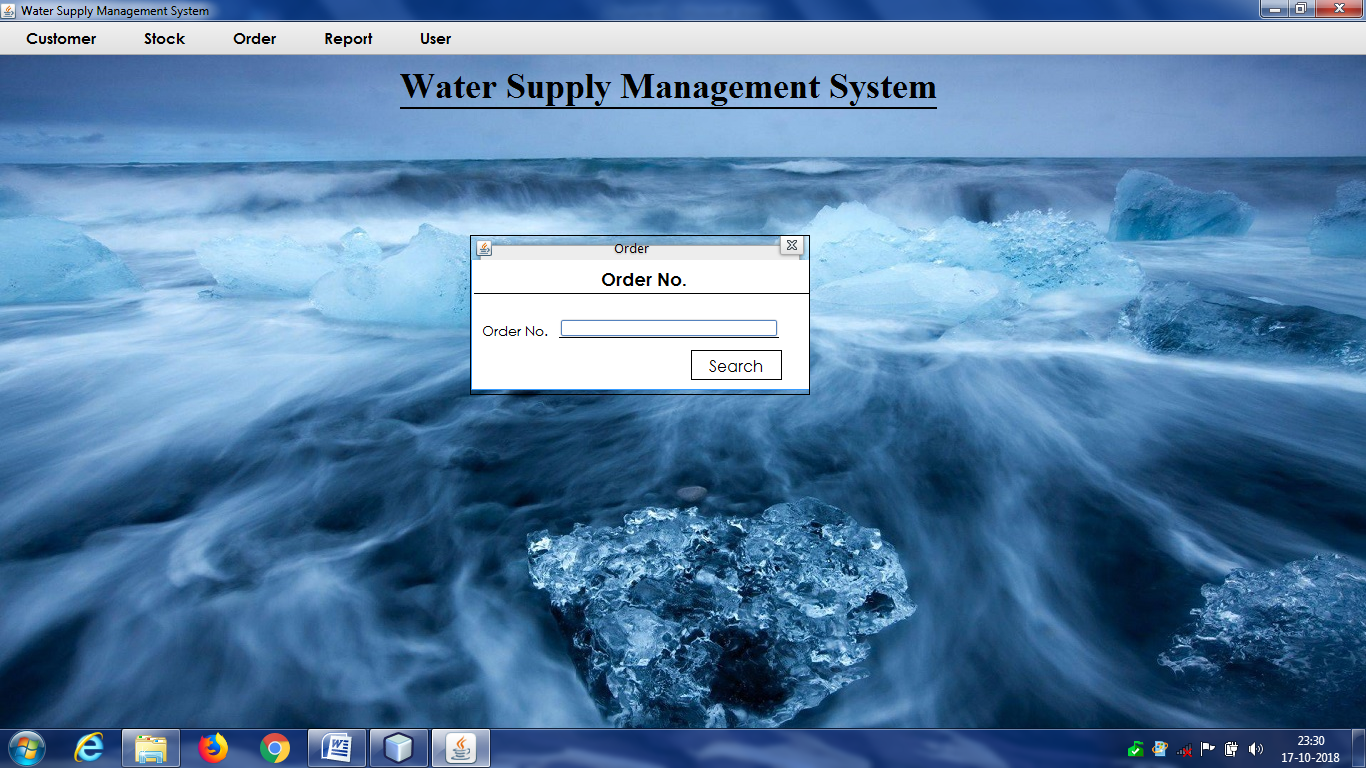 Water Supply Management System
Customer Stock Order Report User
Water Supply Management System
Order
Order No.
Order No.
Search
23:30
17-10-2018